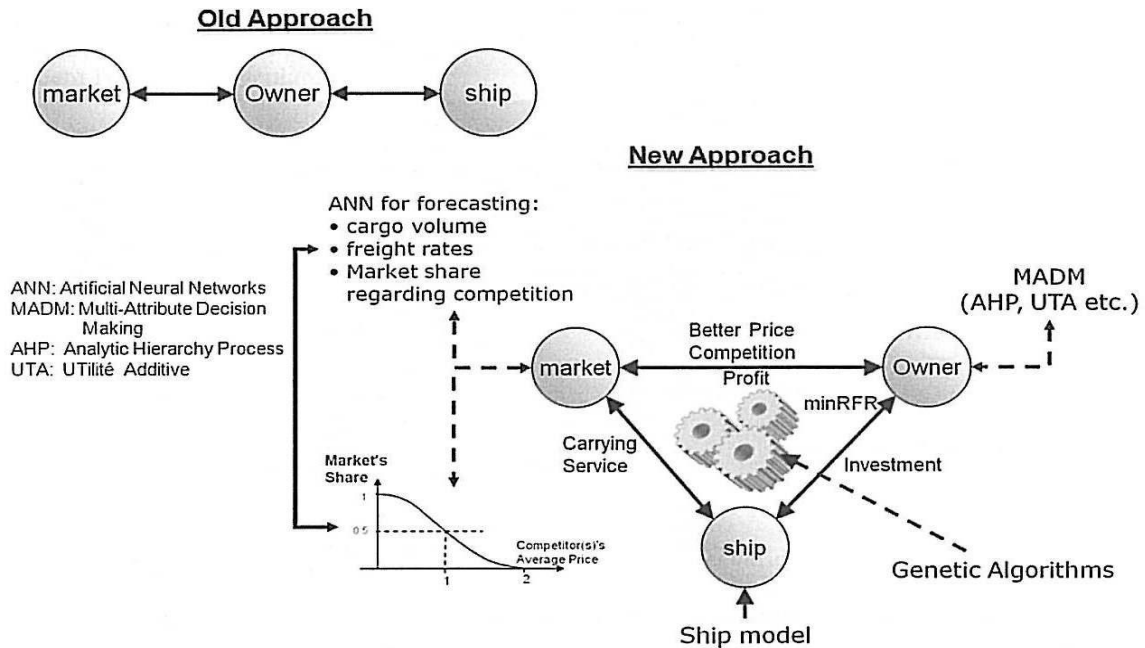 Old Approach
market
Owner
ship
New Approach
ANN for forecasting:
• cargo volume
• freight rates
• Market share
regarding competition
ANN: Artificial Neural Networks
MADM: Multi-Attribute Decision
Making
AHP: Analytic Hierarchy Process
UTA: UTilité Additive
MADM
(AHP, UTA etc.)
market
Better Price
Competition
Profit
Owner
minRFR
Carrying
Service
Investment
ship
Genetic Algorithms
Ship model
Market's
Share
1
0.5
Competitor(s)'s
Average Price
1
2